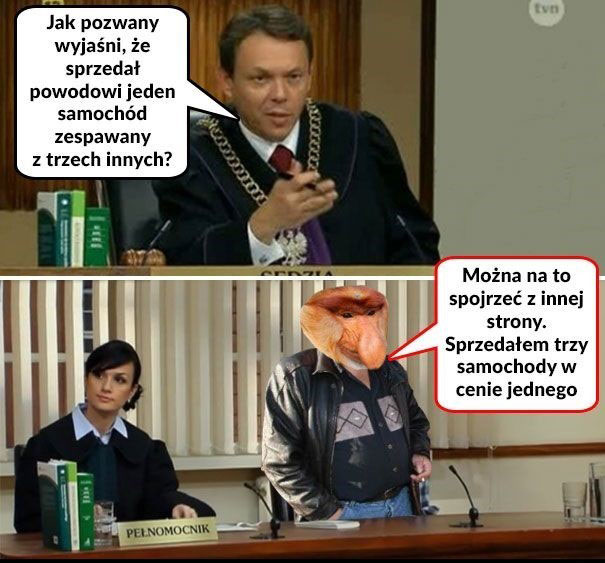 tvn
Jak pozwany
wyjaśni, że
sprzedał
powodowi jeden
samochód
zespawany
z trzech innych?
SĘDZIA
Można na to
spojrzeć z innej
strony.
Sprzedałem trzy
samochody w
cenie jednego
PEŁNOMOCNIK